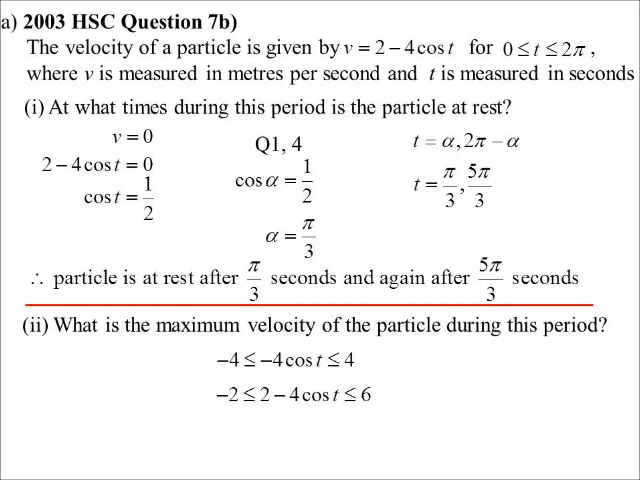 a) 2003 HSC Question 7b)
The velocity of a particle is given by v = 2 − 4cos t for 0 ≤ t ≤ 2π ,
where v is measured in metres per second and t is measured in seconds
(i) At what times during this period is the particle at rest?
v = 0
2 − 4cos t = 0
cos t = 1/2
Q1, 4
cos α = 1/2
α = π/3
t = α, 2π − α
t = π/3, 5π/3
∴ particle is at rest after π/3 seconds and again after 5π/3 seconds
(ii) What is the maximum velocity of the particle during this period?
−4 ≤ −4cos t ≤ 4
−2 ≤ 2 − 4cos t ≤ 6